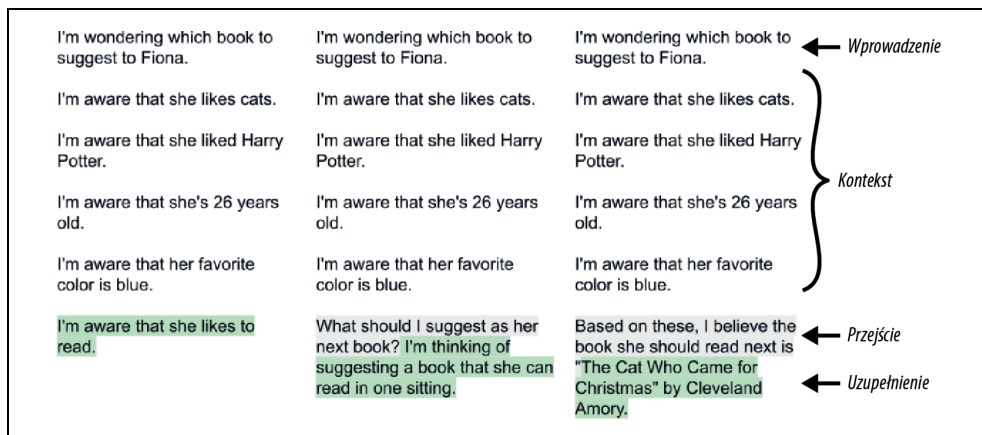 I'm wondering which book to
suggest to Fiona.
I'm aware that she likes cats.
I'm aware that she liked Harry
Potter.
I'm aware that she's 26 years
old.
I'm aware that her favorite
color is blue.
I'm aware that she likes to
read.
I'm wondering which book to
suggest to Fiona.
I'm aware that she likes cats.
I'm aware that she liked Harry
Potter.
I'm aware that she's 26 years
old.
I'm aware that her favorite
color is blue.
What should I suggest as her
next book? I'm thinking of
suggesting a book that she can
read in one sitting.
I'm wondering which book to
suggest to Fiona.
I'm aware that she likes cats.
I'm aware that she liked Harry
Potter.
I'm aware that she's 26 years
old.
I'm aware that her favorite
color is blue.
Based on these, I believe the
book she should read next is
"The Cat Who Came for
Christmas" by Cleveland
Amory.
Wprowadzenie
Kontekst
Przejście
Uzupełnienie